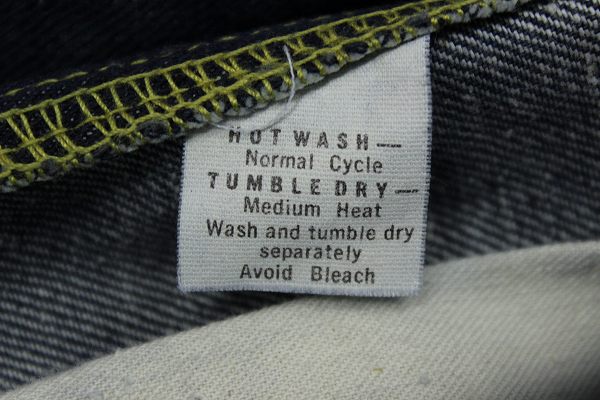 HOT WASH—
Normal Cycle
TUMBLE DRY—
Medium Heat
Wash and tumble dry
separately
Avoid Bleach